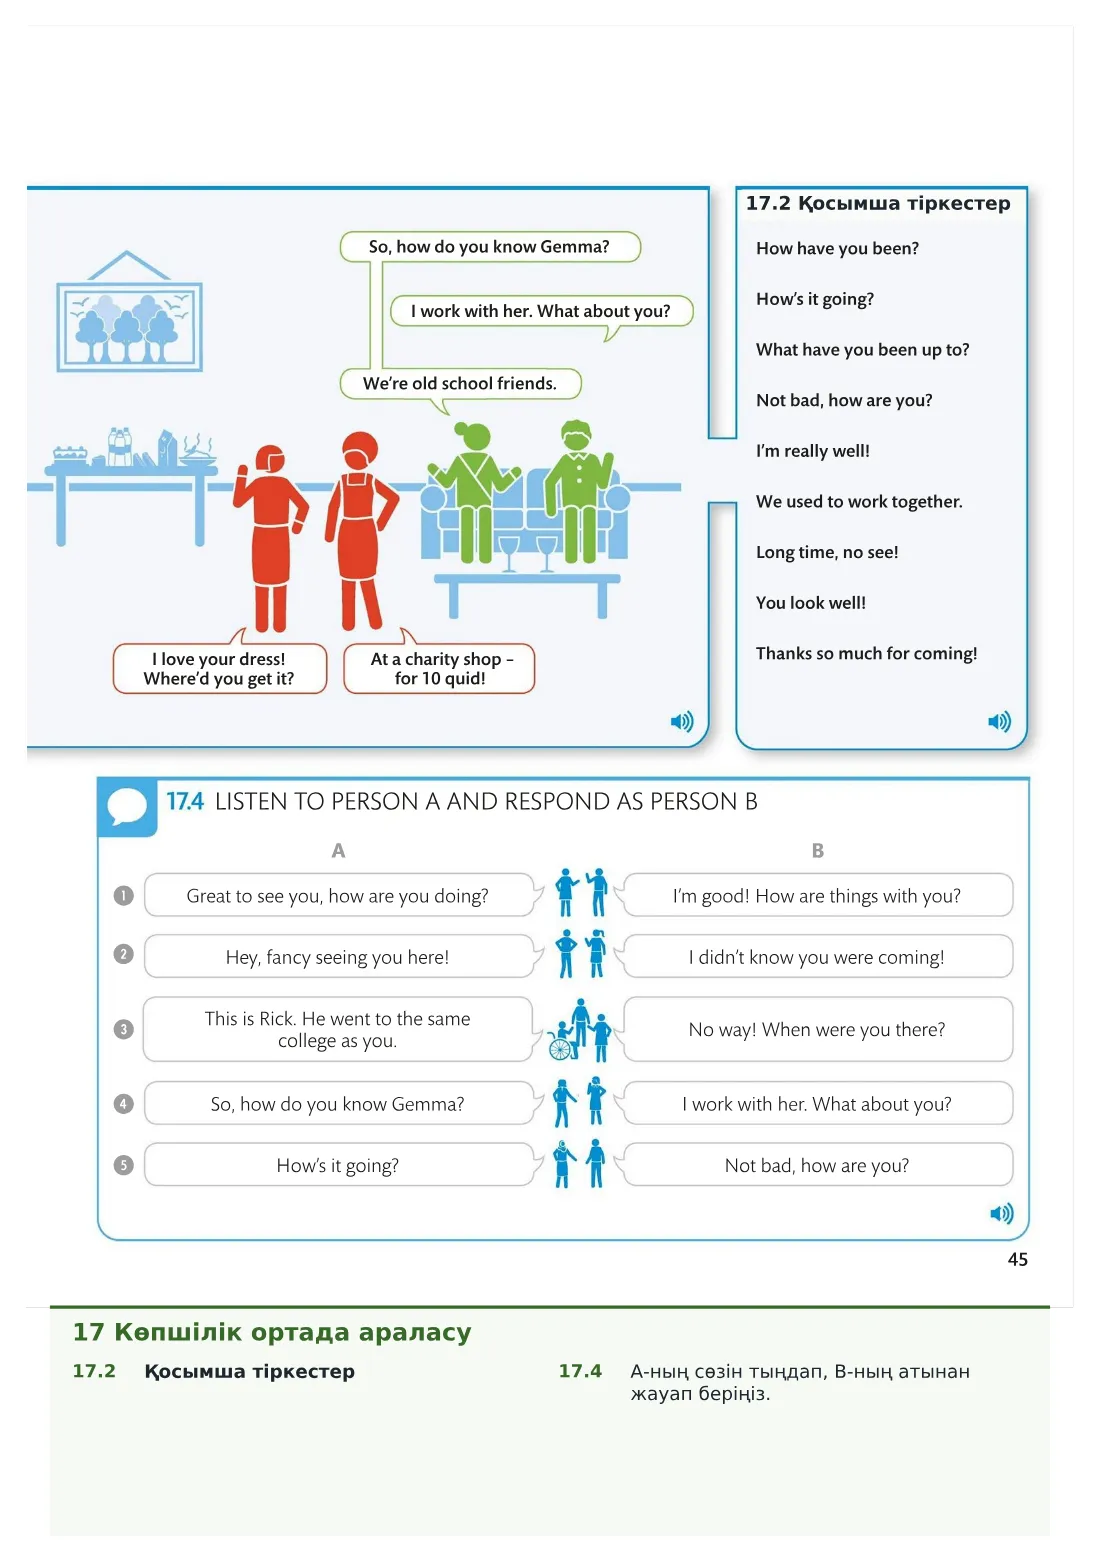 So, how do you know Gemma?
I work with her. What about you?
We're old school friends.
I love your dress!
Where'd you get it?
At a charity shop –
for 10 quid!
17.2 Қосымша тіркестер
How have you been?
How's it going?
What have you been up to?
Not bad, how are you?
I'm really well!
We used to work together.
Long time, no see!
You look well!
Thanks so much for coming!
17.4 LISTEN TO PERSON A AND RESPOND AS PERSON B
A
B
1 Great to see you, how are you doing?
I'm good! How are things with you?
2 Hey, fancy seeing you here!
I didn't know you were coming!
3 This is Rick. He went to the same
college as you.
No way! When were you there?
4 So, how do you know Gemma?
I work with her. What about you?
5 How's it going?
Not bad, how are you?
45
17 Көпшілік ортада араласу
17.2 Қосымша тіркестер
17.4 А-ның сөзін тыңдап, В-ның атынан
жауап беріңіз.